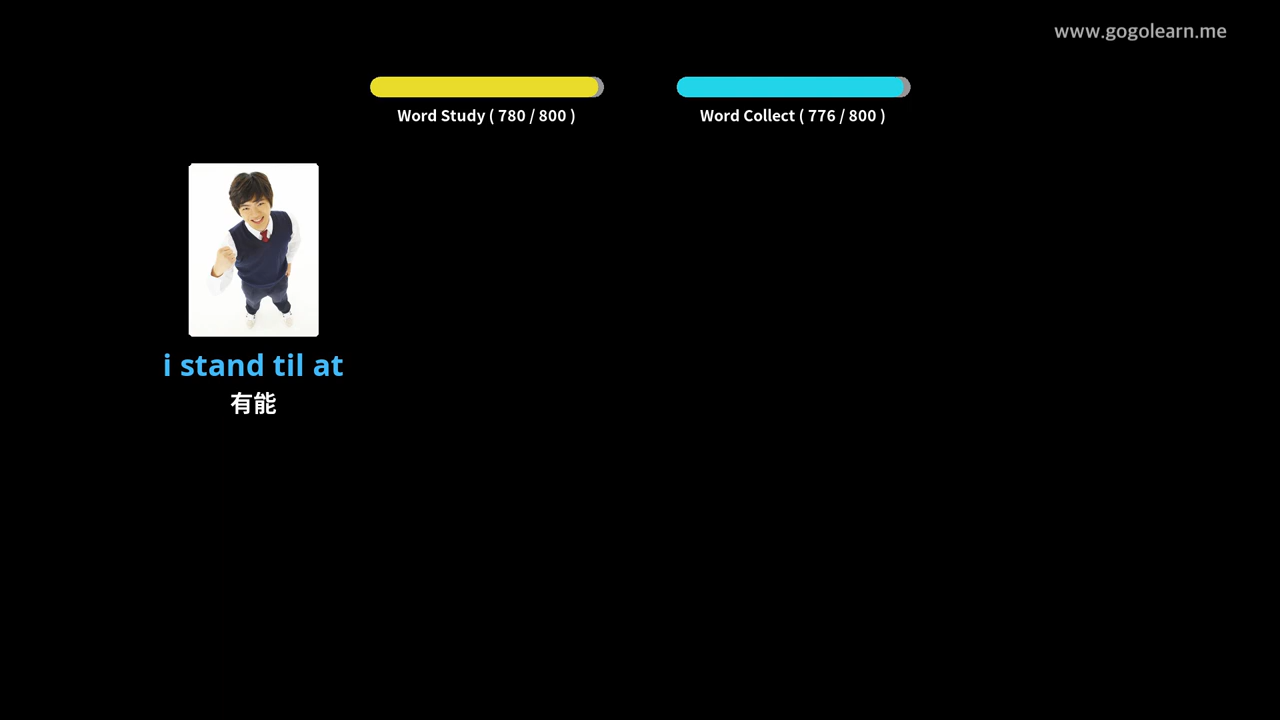 www.gogolearn.me
Word Study ( 780 / 800 )
Word Collect ( 776 / 800 )
i stand til at
有能